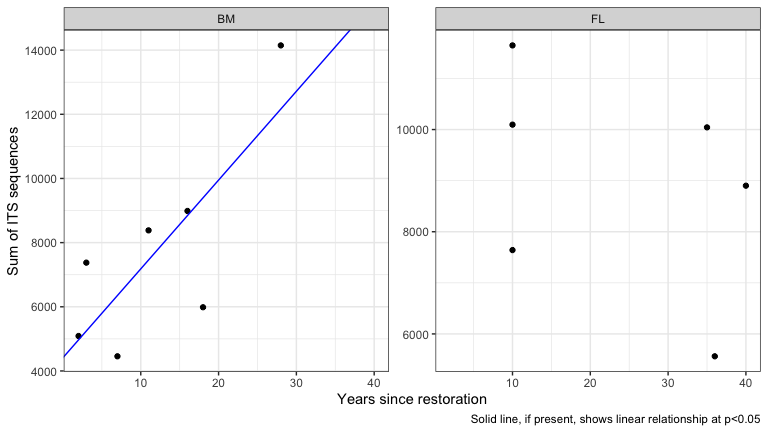 BM
FL
Sum of ITS sequences
14000
12000
10000
8000
6000
4000
10000
8000
6000
10 20 30 40
10 20 30 40
Years since restoration
Solid line, if present, shows linear relationship at p<0.05